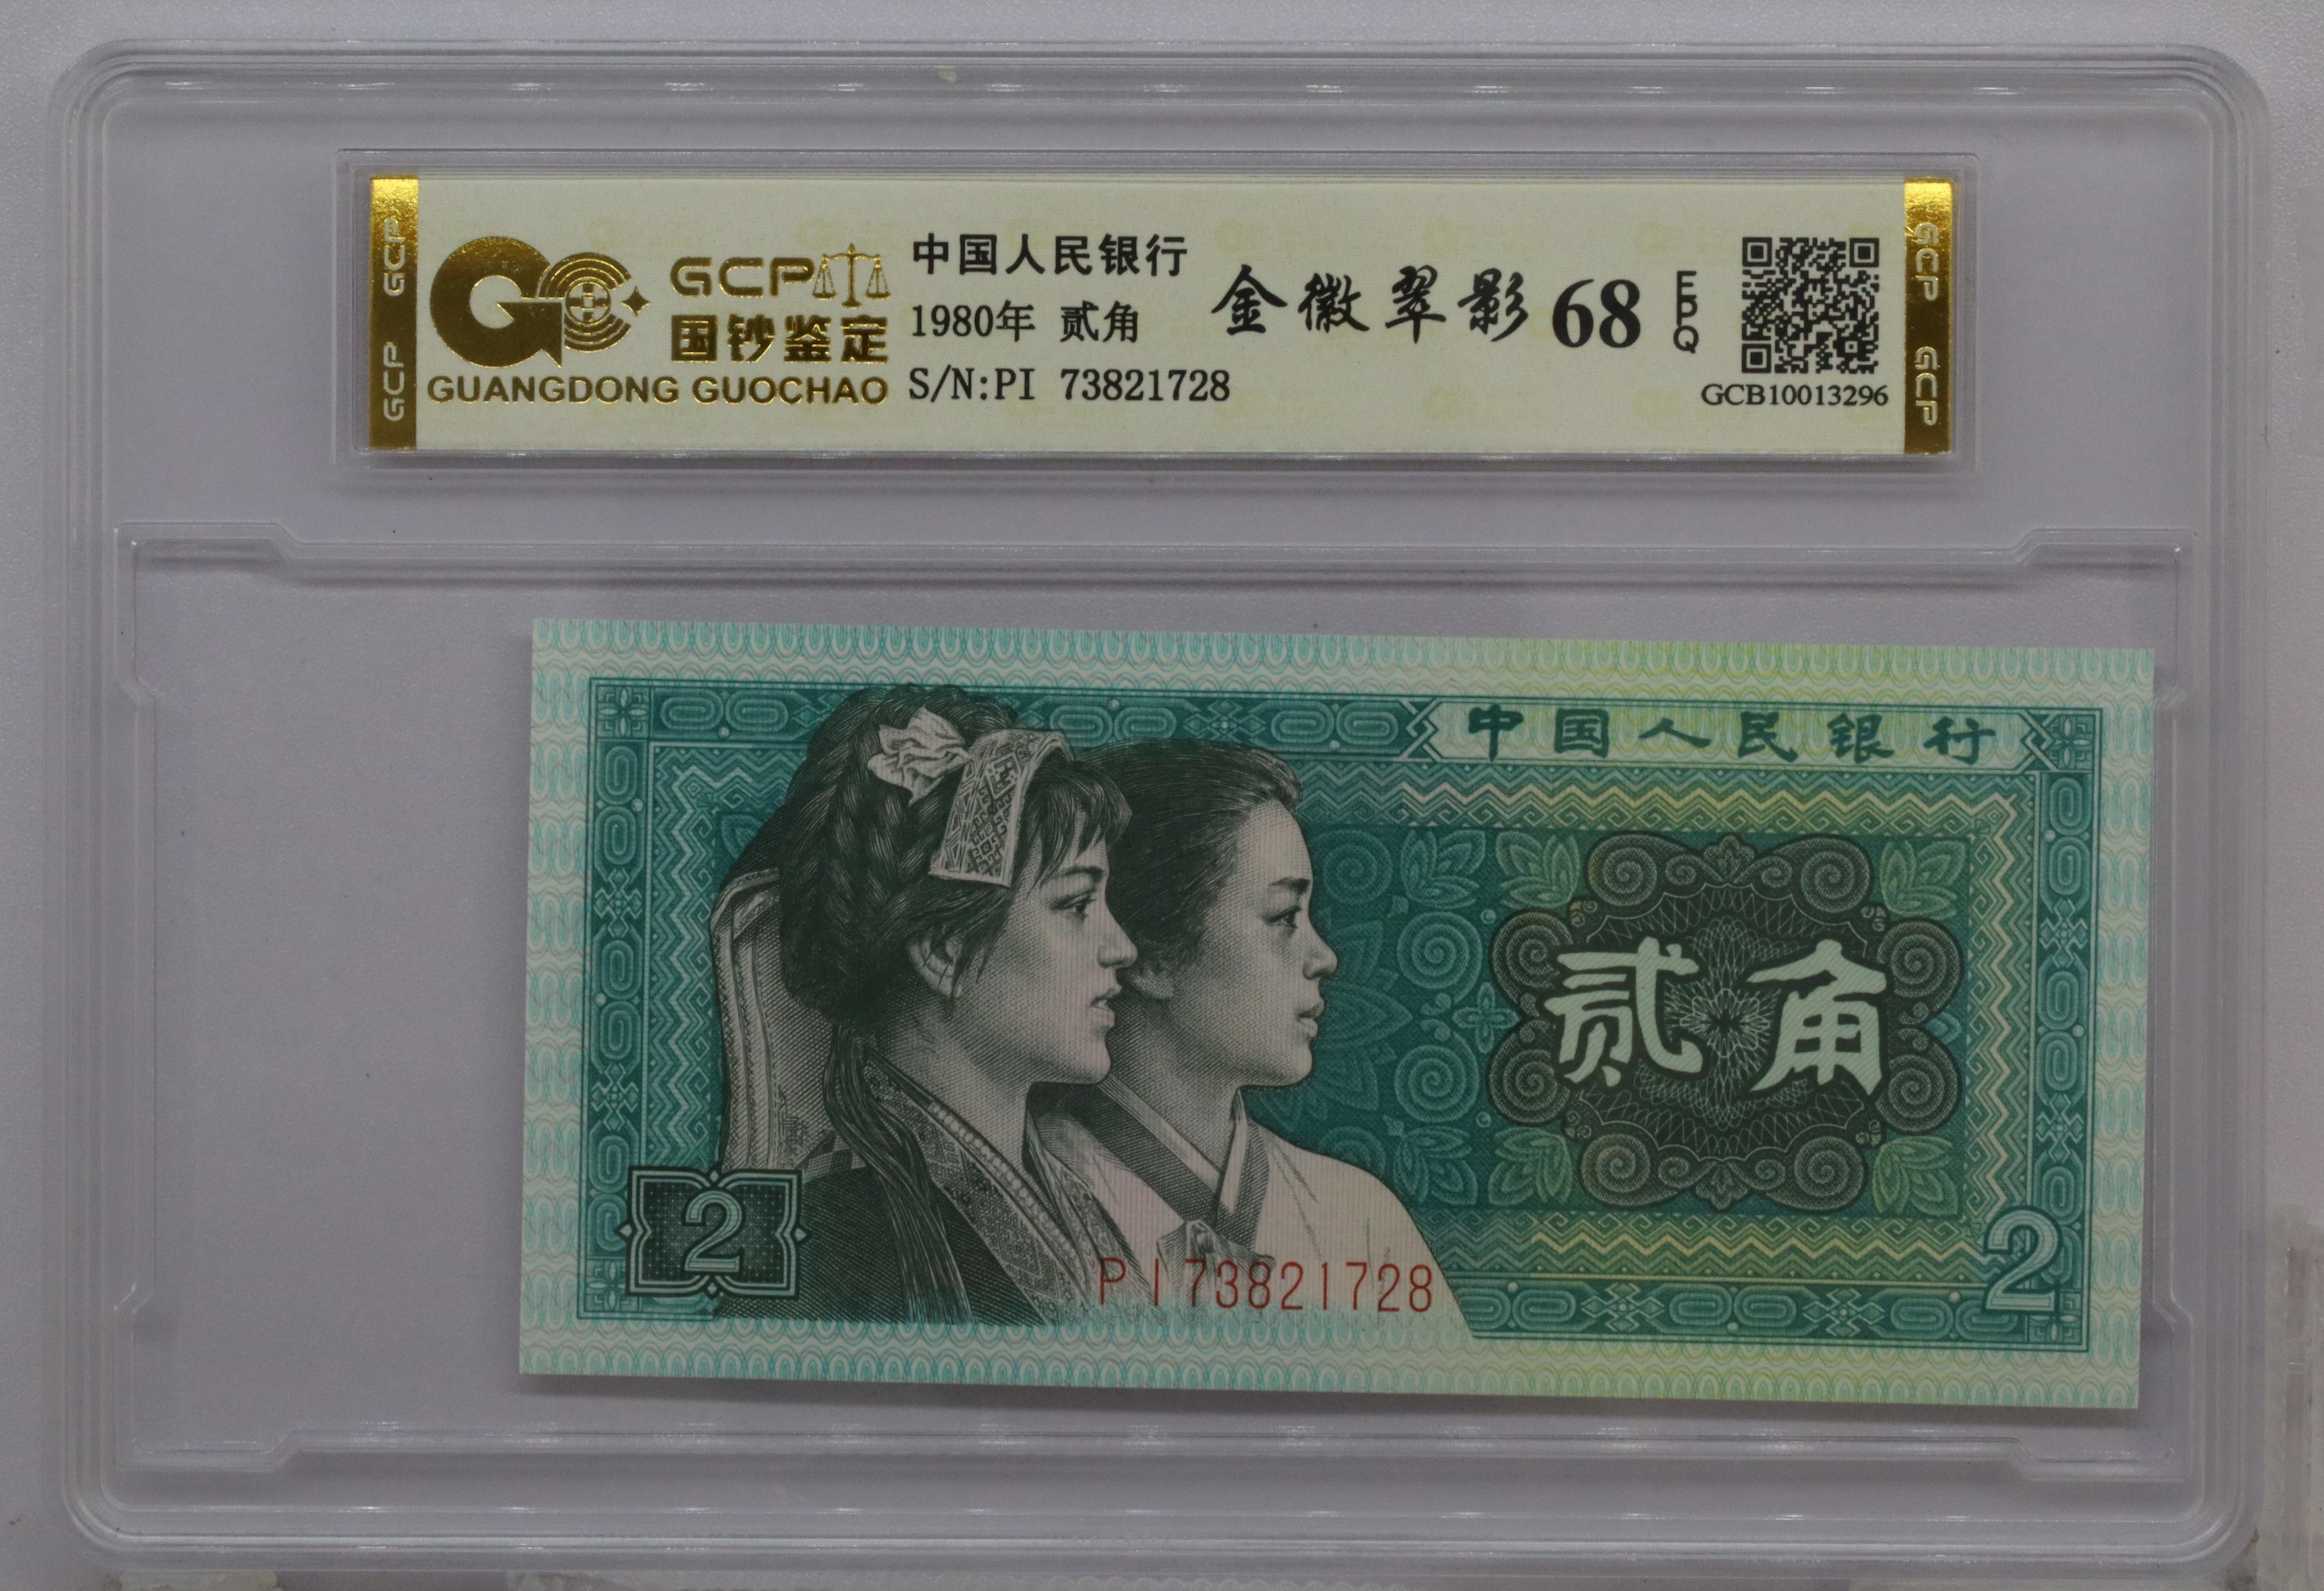 GCP GCP
GCP
国钞鉴定
GUANGDONG GUOCHAO
中国人民银行
1980年 贰角
S/N:PI 73821728
金徽翠影 68 EPQ
GCB10013296
GCP GCP
中国人民银行
贰角
2
PI73821728
2